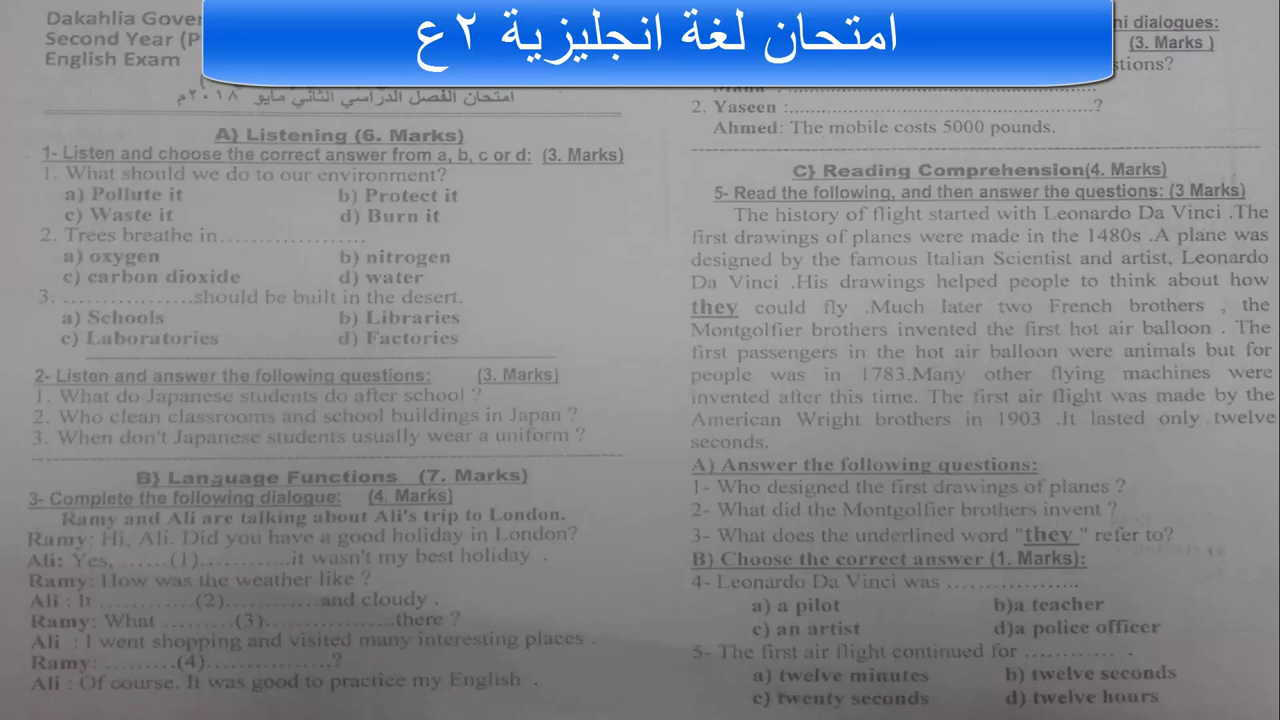 امتحان لغة انجليزية ٢ع
Dakahlia Gover
Second Year (P
English Exam
امتحان الفصل الدراسي الثاني مايو ٢٠١٨م
A} Listening (6. Marks)
1- Listen and choose the correct answer from a, b, c or d: (3. Marks)
1. What should we do to our environment?
a) Pollute it b) Protect it
c) Waste it d) Burn it
2. Trees breathe in....................
a) oxygen b) nitrogen
c) carbon dioxide d) water
3. ..................should be built in the desert.
a) Schools b) Libraries
c) Laboratories d) Factories
2- Listen and answer the following questions: (3. Marks)
1. What do Japanese students do after school ?
2. Who clean classrooms and school buildings in Japan ?
3. When don't Japanese students usually wear a uniform ?
B} Language Functions (7. Marks)
3- Complete the following dialogue: (4. Marks)
Ramy and Ali are talking about Ali's trip to London.
Ramy: Hi, Ali. Did you have a good holiday in London?
Ali: Yes, ......(1)............it wasn't my best holiday .
Ramy: How was the weather like ?
Ali : It ............(2).............and cloudy .
Ramy: What ........(3)..................there ?
Ali : I went shopping and visited many interesting places .
Ramy: .........(4)................?
Ali : Of course. It was good to practice my English .
ni dialogues:
(3. Marks )
stions?
2. Yaseen :.............................................?
Ahmed: The mobile costs 5000 pounds.
C} Reading Comprehension(4. Marks)
5- Read the following, and then answer the questions: (3 Marks)
The history of flight started with Leonardo Da Vinci .The
first drawings of planes were made in the 1480s .A plane was
designed by the famous Italian Scientist and artist, Leonardo
Da Vinci .His drawings helped people to think about how
they could fly .Much later two French brothers , the
Montgolfier brothers invented the first hot air balloon . The
first passengers in the hot air balloon were animals but for
people was in 1783.Many other flying machines were
invented after this time. The first air flight was made by the
American Wright brothers in 1903 .It lasted only twelve
seconds.
A) Answer the following questions:
1- Who designed the first drawings of planes ?
2- What did the Montgolfier brothers invent ?
3- What does the underlined word "they " refer to?
B) Choose the correct answer (1. Marks):
4- Leonardo Da Vinci was ..................
a) a pilot b)a teacher
c) an artist d)a police officer
5- The first air flight continued for ............ .
a) twelve minutes b) twelve seconds
c) twenty seconds d) twelve hours